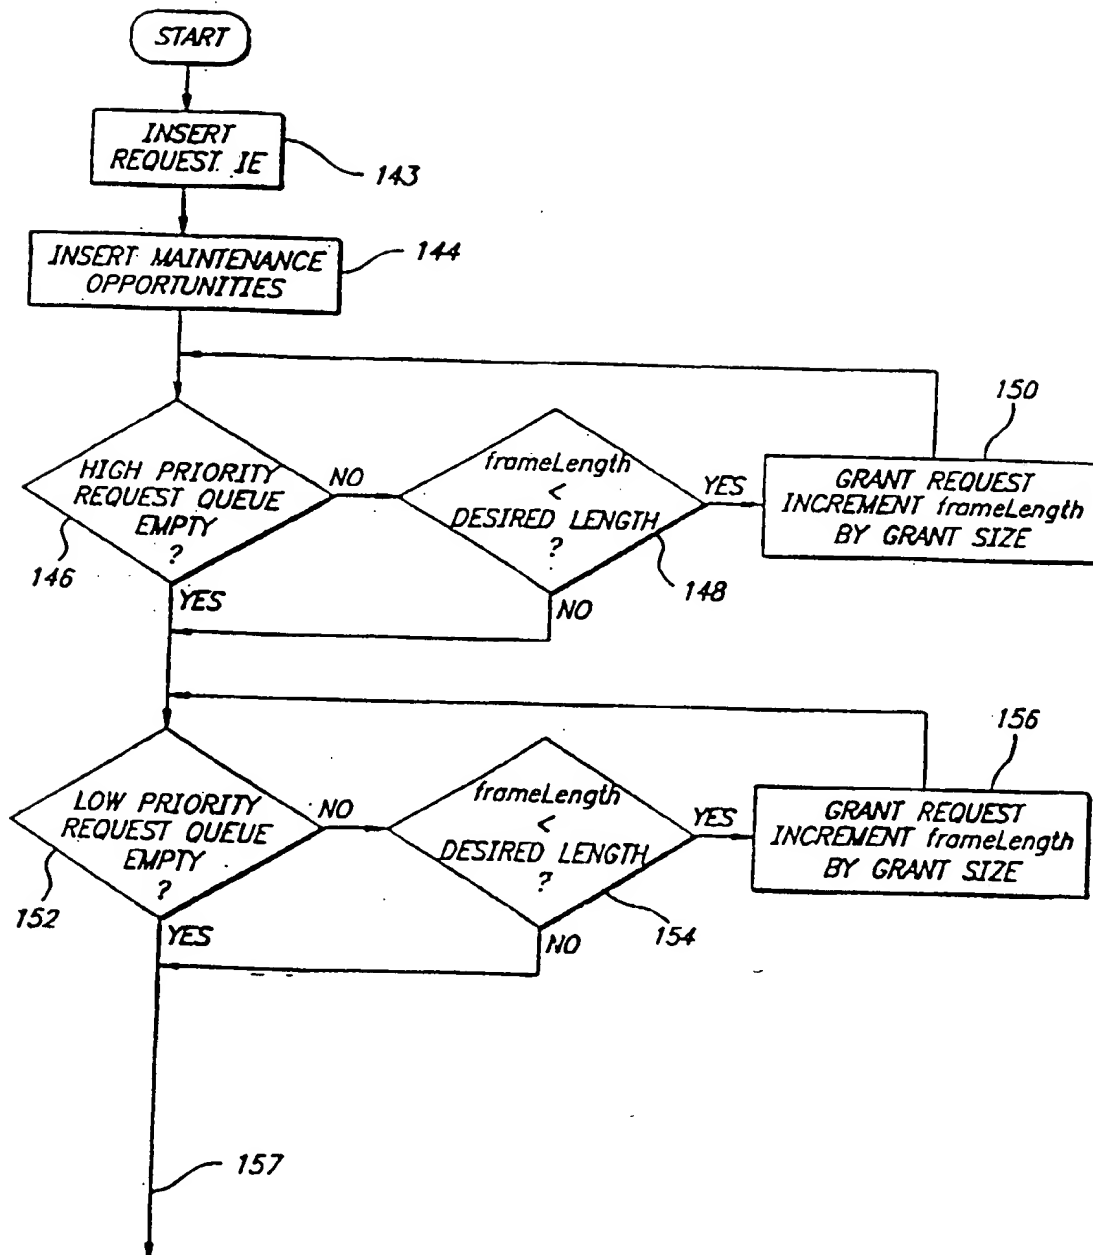 START
INSERT
REQUEST IE
143
INSERT MAINTENANCE
OPPORTUNITIES
144
HIGH PRIORITY
REQUEST QUEUE
EMPTY
?
146
NO
YES
frameLength
<
DESIRED LENGTH
?
148
YES
NO
150
GRANT REQUEST
INCREMENT frameLength
BY GRANT SIZE
LOW PRIORITY
REQUEST QUEUE
EMPTY
?
152
NO
YES
frameLength
<
DESIRED LENGTH
?
154
YES
NO
156
GRANT REQUEST
INCREMENT frameLength
BY GRANT SIZE
157